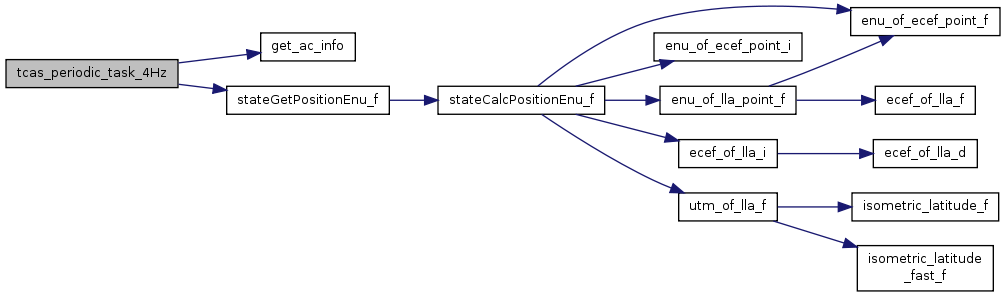 tcas_periodic_task_4Hz
get_ac_info
stateGetPositionEnu_f
stateCalcPositionEnu_f
enu_of_ecef_point_f
enu_of_ecef_point_i
enu_of_lla_point_f
ecef_of_lla_f
ecef_of_lla_i
ecef_of_lla_d
utm_of_lla_f
isometric_latitude_f
isometric_latitude
_fast_f